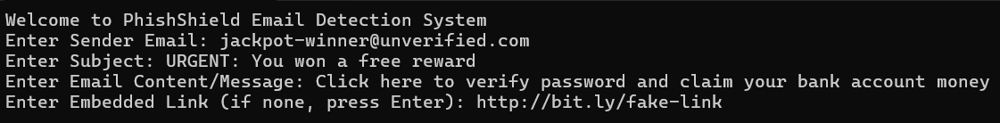 Welcome to PhishShield Email Detection System
Enter Sender Email: jackpot-winner@unverified.com
Enter Subject: URGENT: You won a free reward
Enter Email Content/Message: Click here to verify password and claim your bank account money
Enter Embedded Link (if none, press Enter): http://bit.ly/fake-link